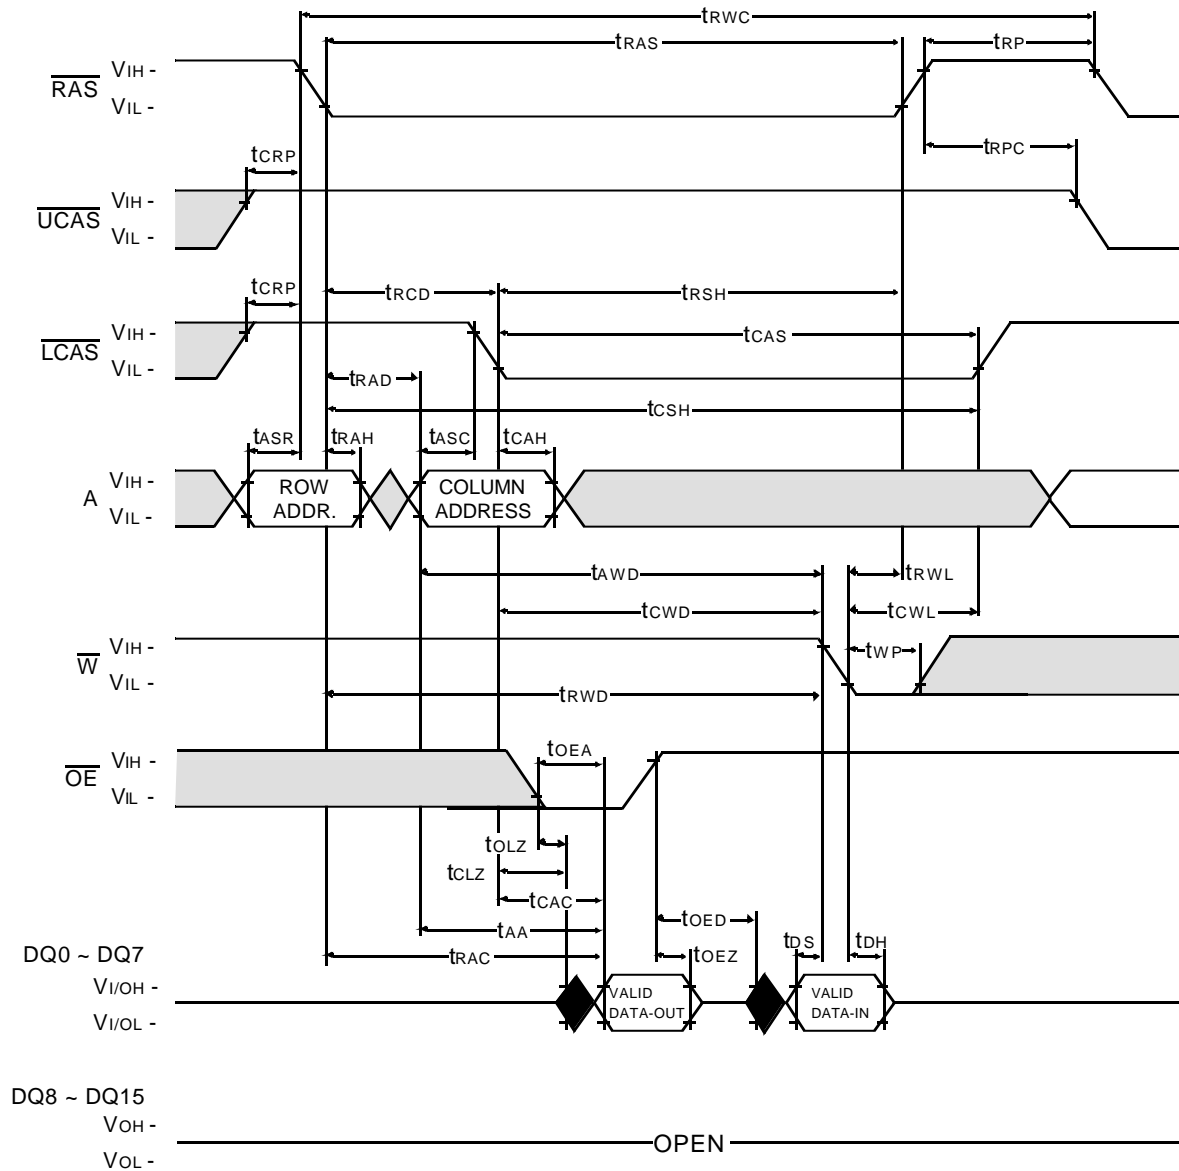 tRWC
tRAS
tRP
RAS
VIH -
VIL -
tRPC
tCRP
UCAS
VIH -
VIL -
tCRP
tRCD
tRSH
LCAS
VIH -
VIL -
tCAS
tRAD
tCSH
tASR
tRAH
tASC
tCAH
A
VIH -
VIL -
ROW
ADDR.
COLUMN
ADDRESS
tAWD
tRWL
tCWD
tCWL
W
VIH -
VIL -
tWP
tRWD
OE
VIH -
VIL -
tOEA
tOLZ
tCLZ
tCAC
tOED
tAA
tDS
tDH
DQ0 ~ DQ7
tRAC
tOEZ
VI/OH -
VI/OL -
VALID
DATA-OUT
VALID
DATA-IN
DQ8 ~ DQ15
VOH -
VOL -
OPEN